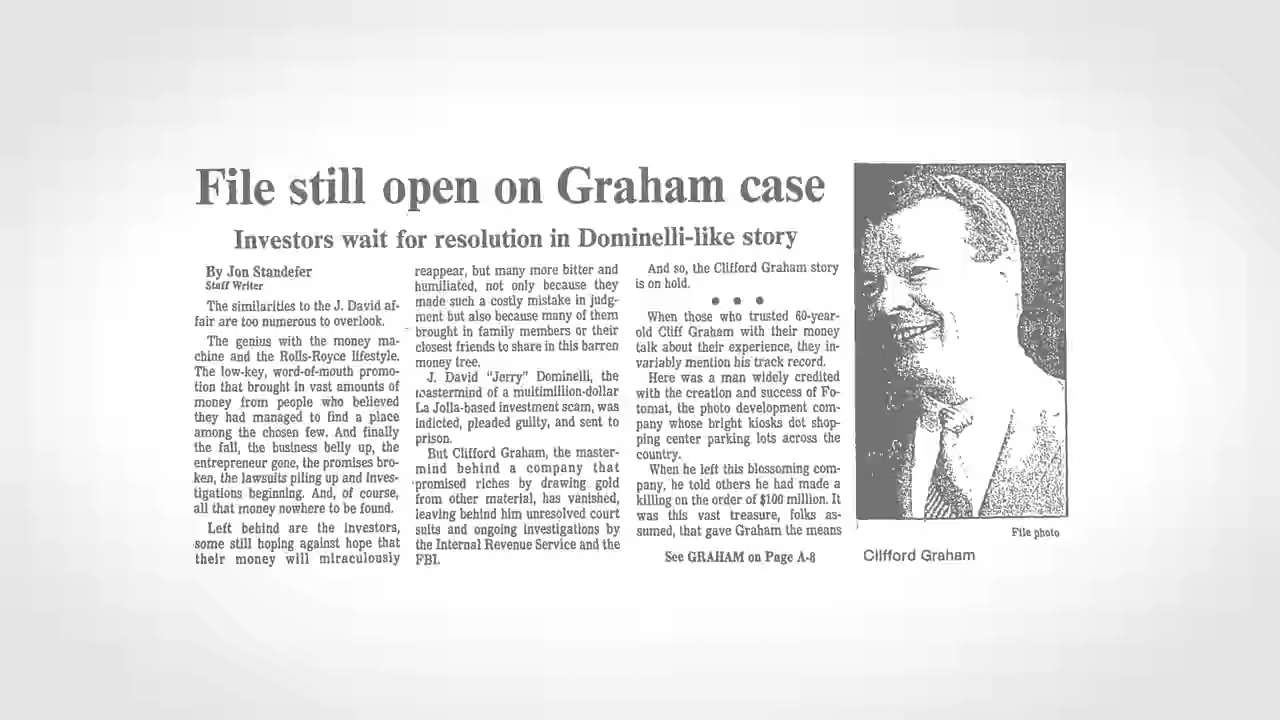 File still open on Graham case
Investors wait for resolution in Dominelli-like story
By Jon Standefer
Staff Writer
The similarities to the J. David af-
fair are too numerous to overlook.
The genius with the money ma-
chine and the Rolls-Royce lifestyle.
The low-key, word-of-mouth promo-
tion that brought in vast amounts of
money from people who believed
they had managed to find a place
among the chosen few. And finally
the fall, the business belly up, the
entrepreneur gone, the promises bro-
ken, the lawsuits piling up and inves-
tigations beginning. And, of course,
all that money nowhere to be found.
Left behind are the investors,
some still hoping against hope that
their money will miraculously
reappear, but many more bitter and
humiliated, not only because they
made such a costly mistake in judg-
ment but also because many of them
brought in family members or their
closest friends to share in this barren
money tree.
J. David "Jerry" Dominelli, the
mastermind of a multimillion-dollar
La Jolla-based investment scam, was
indicted, pleaded guilty, and sent to
prison.
But Clifford Graham, the master-
mind behind a company that
promised riches by drawing gold
from other material, has vanished,
leaving behind him unresolved court
suits and ongoing investigations by
the Internal Revenue Service and the
FBI.
And so, the Clifford Graham story
is on hold.
● ● ●
When those who trusted 60-year-
old Cliff Graham with their money
talk about their experience, they in-
variably mention his track record.
Here was a man widely credited
with the creation and success of Fo-
tomat, the photo development com-
pany whose bright kiosks dot shop-
ping center parking lots across the
country.
When he left this blossoming com-
pany, he told others he had made a
killing on the order of $100 million. It
was this vast treasure, folks as-
sumed, that gave Graham the means
See GRAHAM on Page A-8
File photo
Clifford Graham